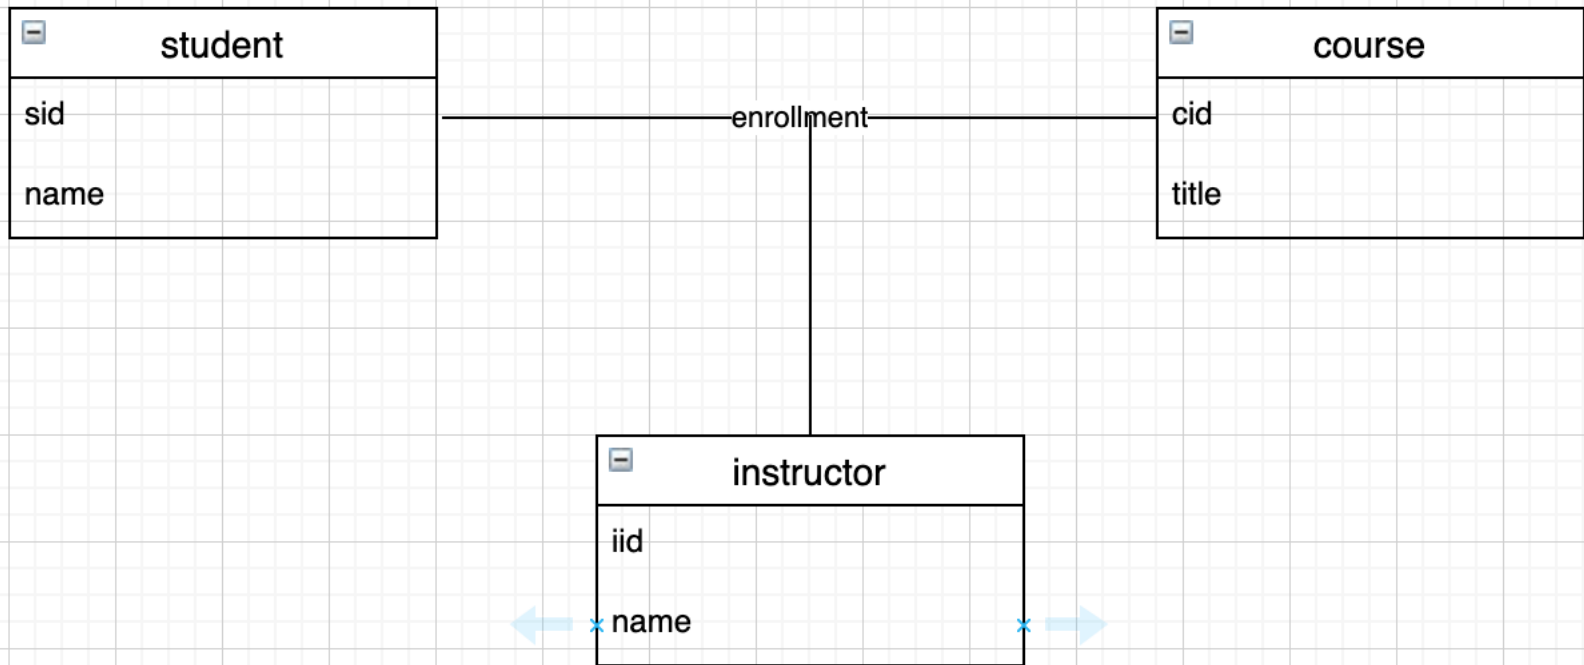 student
sid
name
enrollment
course
cid
title
instructor
iid
name